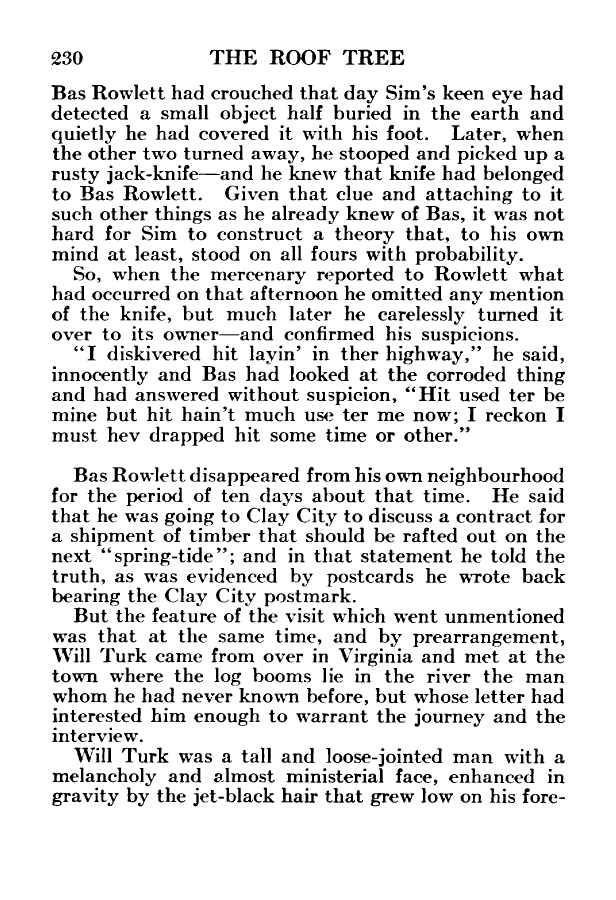 230 THE ROOF TREE
Bas Rowlett had crouched that day Sim's keen eye had
detected a small object half buried in the earth and
quietly he had covered it with his foot. Later, when
the other two turned away, he stooped and picked up a
rusty jack-knife—and he knew that knife had belonged
to Bas Rowlett. Given that clue and attaching to it
such other things as he already knew of Bas, it was not
hard for Sim to construct a theory that, to his own
mind at least, stood on all fours with probability.
So, when the mercenary reported to Rowlett what
had occurred on that afternoon he omitted any mention
of the knife, but much later he carelessly turned it
over to its owner—and confirmed his suspicions.
"I diskivered hit layin' in ther highway," he said,
innocently and Bas had looked at the corroded thing
and had answered without suspicion, "Hit used ter be
mine but hit hain't much use ter me now; I reckon I
must hev drapped hit some time or other."
Bas Rowlett disappeared from his own neighbourhood
for the period of ten days about that time. He said
that he was going to Clay City to discuss a contract for
a shipment of timber that should be rafted out on the
next "spring-tide"; and in that statement he told the
truth, as was evidenced by postcards he wrote back
bearing the Clay City postmark.
But the feature of the visit which went unmentioned
was that at the same time, and by prearrangement,
Will Turk came from over in Virginia and met at the
town where the log booms lie in the river the man
whom he had never known before, but whose letter had
interested him enough to warrant the journey and the
interview.
Will Turk was a tall and loose-jointed man with a
melancholy and almost ministerial face, enhanced in
gravity by the jet-black hair that grew low on his fore-